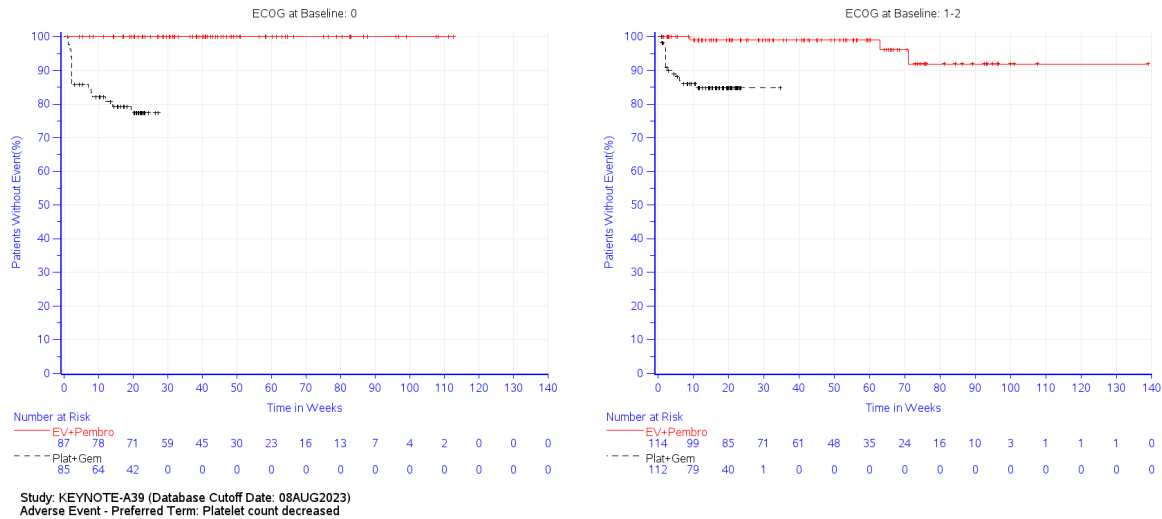 ECOG at Baseline: 0
100
90
80
70
60
50
40
30
20
10
0
Patients Without Event(%)
0 10 20 30 40 50 60 70 80 90 100 110 120 130 140
Time in Weeks
Number at Risk
EV+Pembro
87 78 71 59 45 30 23 16 13 7 4 2 0 0 0
Plat+Gem
85 64 42 0 0 0 0 0 0 0 0 0 0 0 0
ECOG at Baseline: 1-2
100
90
80
70
60
50
40
30
20
10
0
Patients Without Event(%)
0 10 20 30 40 50 60 70 80 90 100 110 120 130 140
Time in Weeks
Number at Risk
EV+Pembro
114 99 85 71 61 48 35 24 16 10 3 1 1 1 0
Plat+Gem
112 79 40 1 0 0 0 0 0 0 0 0 0 0 0
Study: KEYNOTE-A39 (Database Cutoff Date: 08AUG2023)
Adverse Event - Preferred Term: Platelet count decreased